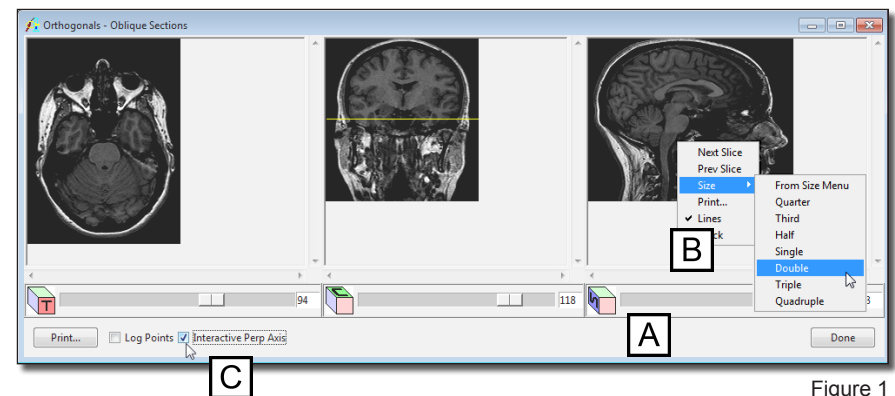 Orthogonals - Oblique Sections
Next Slice
Prev Slice
Size
Print...
Lines
From Size Menu
Quarter
Third
Half
Single
Double
Triple
Quadruple
B
T
94
118
A
Print...
Log Points
Interactive Perp Axis
Done
C
Figure 1